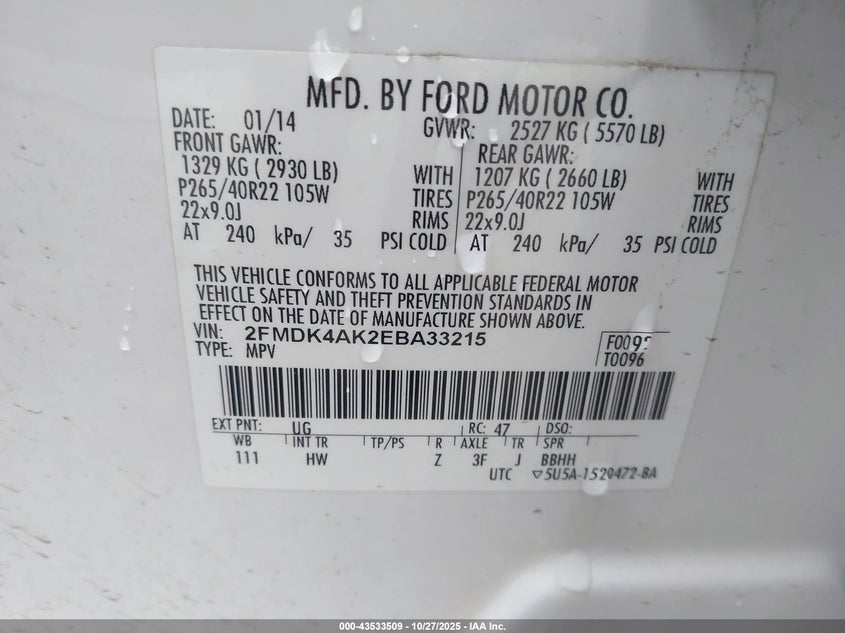 MFD. BY FORD MOTOR CO.
DATE: 01/14 GVWR: 2527 KG ( 5570 LB)
FRONT GAWR: REAR GAWR:
1329 KG ( 2930 LB) WITH 1207 KG ( 2660 LB) WITH
P265/40R22 105W TIRES P265/40R22 105W TIRES
22x9.0J RIMS 22x9.0J RIMS
AT 240 kPa/ 35 PSI COLD AT 240 kPa/ 35 PSI COLD
THIS VEHICLE CONFORMS TO ALL APPLICABLE FEDERAL MOTOR
VEHICLE SAFETY AND THEFT PREVENTION STANDARDS IN
EFFECT ON THE DATE OF MANUFACTURE SHOWN ABOVE.
VIN: 2FMDK4AK2EBA33215
TYPE: MPV
T0096
EXT PNT: UG RC: 47 DSO:
WB INT TR TP/PS R AXLE TR SPR
111 HW Z 3F J BBHH
UTC ▽5U5A-1520472-BA
000-43533509 - 10/27/2025 - IAA Inc.